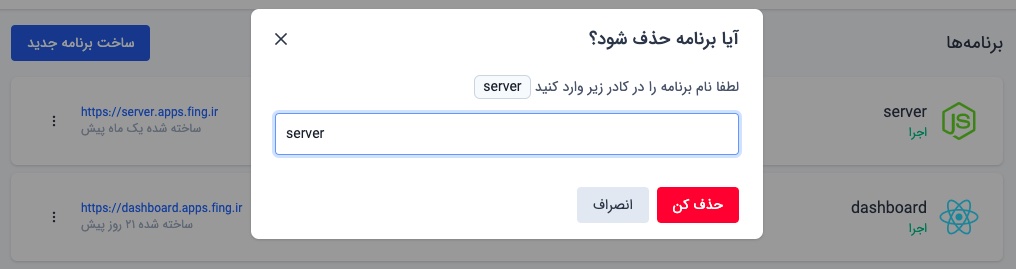 برنامه‌ها
ساخت برنامه جدید
server
اجرا
https://server.apps.fing.ir
ساخته شده یک ماه پیش
dashboard
اجرا
https://dashboard.apps.fing.ir
ساخته شده ۲۱ روز پیش
آیا برنامه حذف شود؟
لطفا نام برنامه را در کادر زیر وارد کنید server
server
حذف کن
انصراف